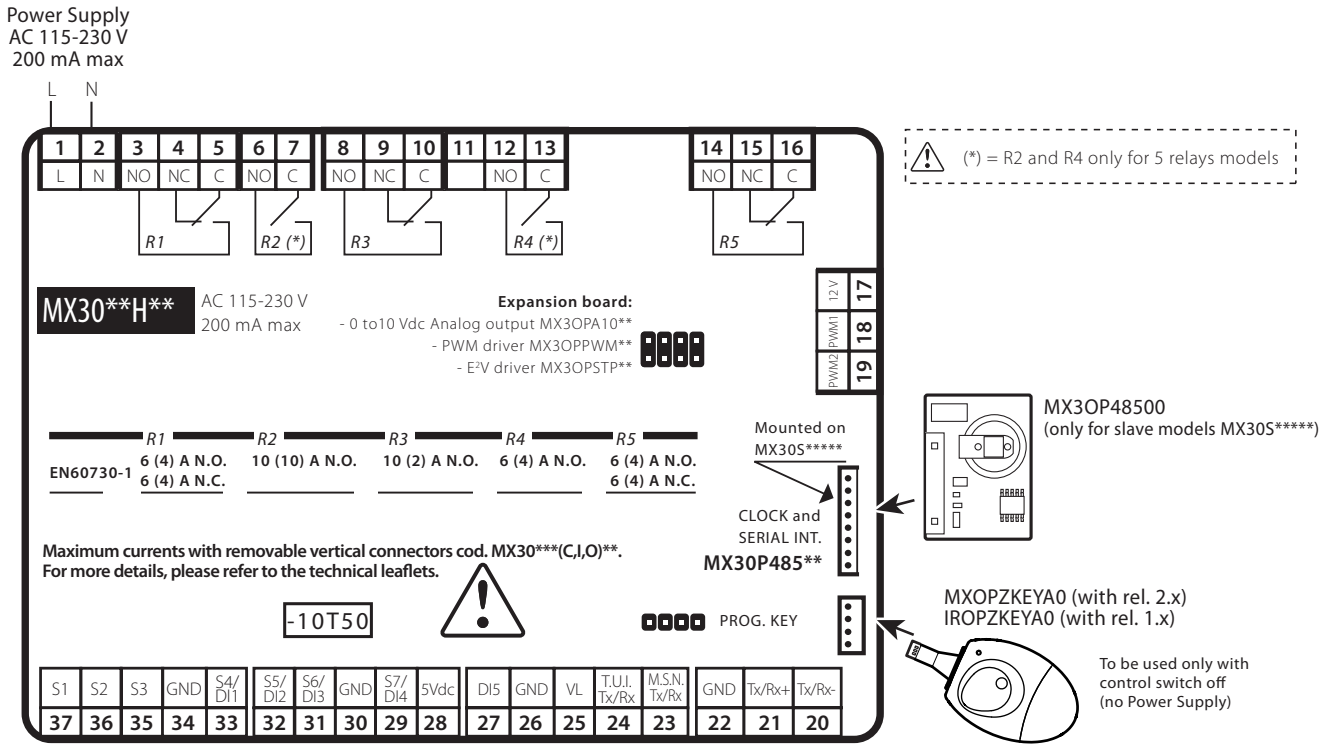 Power Supply
AC 115-230 V
200 mA max
L N
1 2 3 4 5 6 7 8 9 10 11 12 13 14 15 16
L N NO NC C NO C NO NC C NO C NO NC C
R1 R2 (*) R3 R4 (*) R5
(*) = R2 and R4 only for 5 relays models
MX30**H**
AC 115-230 V
200 mA max
Expansion board:
- 0 to10 Vdc Analog output MX3OPA10**
- PWM driver MX3OPPWM**
- E²V driver MX3OPSTP**
12 V 17
PWM1 18
PWM2 19
MX3OP48500
(only for slave models MX30S*****)
Mounted on
MX30S*****
R1 R2 R3 R4 R5
EN60730-1 6 (4) A N.O. 10 (10) A N.O. 10 (2) A N.O. 6 (4) A N.O. 6 (4) A N.O.
6 (4) A N.C. 6 (4) A N.C.
CLOCK and
SERIAL INT.
MX30P485**
Maximum currents with removable vertical connectors cod. MX30***(C,I,O)**.
For more details, please refer to the technical leaflets.
-10T50
PROG. KEY
MXOPZKEYA0 (with rel. 2.x)
IROPZKEYA0 (with rel. 1.x)
To be used only with
control switch off
(no Power Supply)
S1 S2 S3 GND S4/DI1 S5/DI2 S6/DI3 GND S7/DI4 5Vdc DI5 GND VL T.U.I. Tx/Rx M.S.N. Tx/Rx GND Tx/Rx+ Tx/Rx-
37 36 35 34 33 32 31 30 29 28 27 26 25 24 23 22 21 20